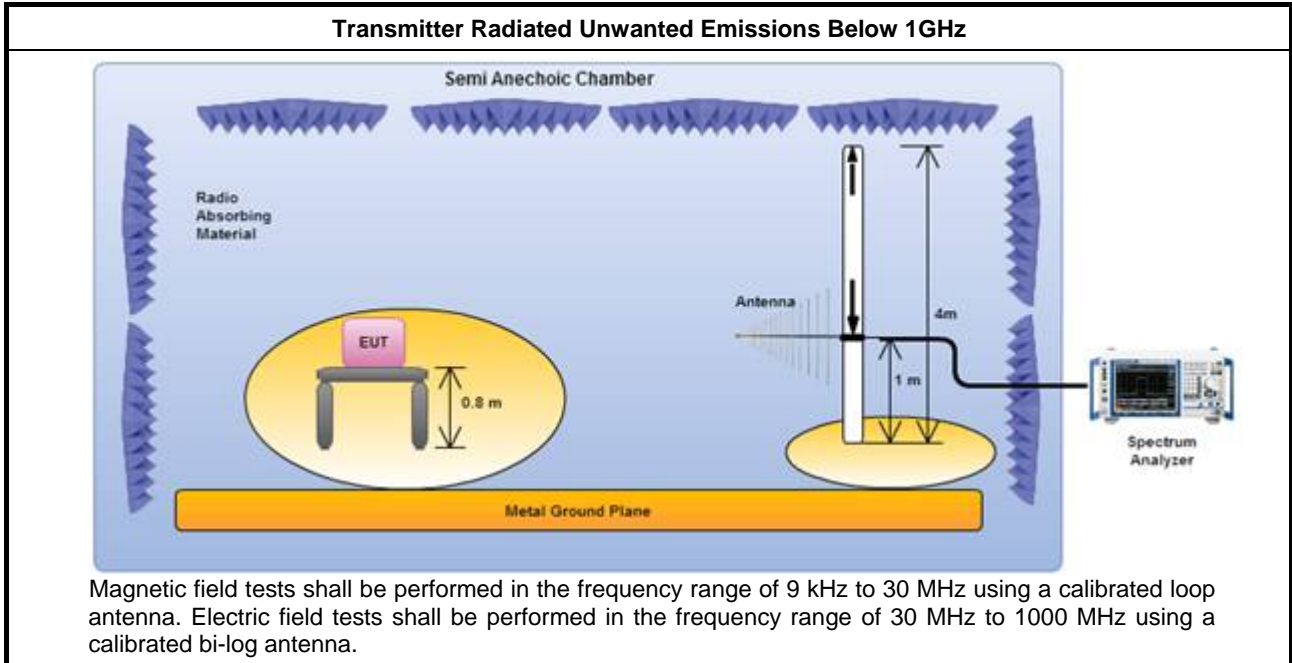 Transmitter Radiated Unwanted Emissions Below 1GHz
Semi Anechoic Chamber
Radio
Absorbing
Material
Antenna
4m
EUT
1 m
0.8 m
Spectrum
Analyzer
Metal Ground Plane
Magnetic field tests shall be performed in the frequency range of 9 kHz to 30 MHz using a calibrated loop
antenna. Electric field tests shall be performed in the frequency range of 30 MHz to 1000 MHz using a
calibrated bi-log antenna.